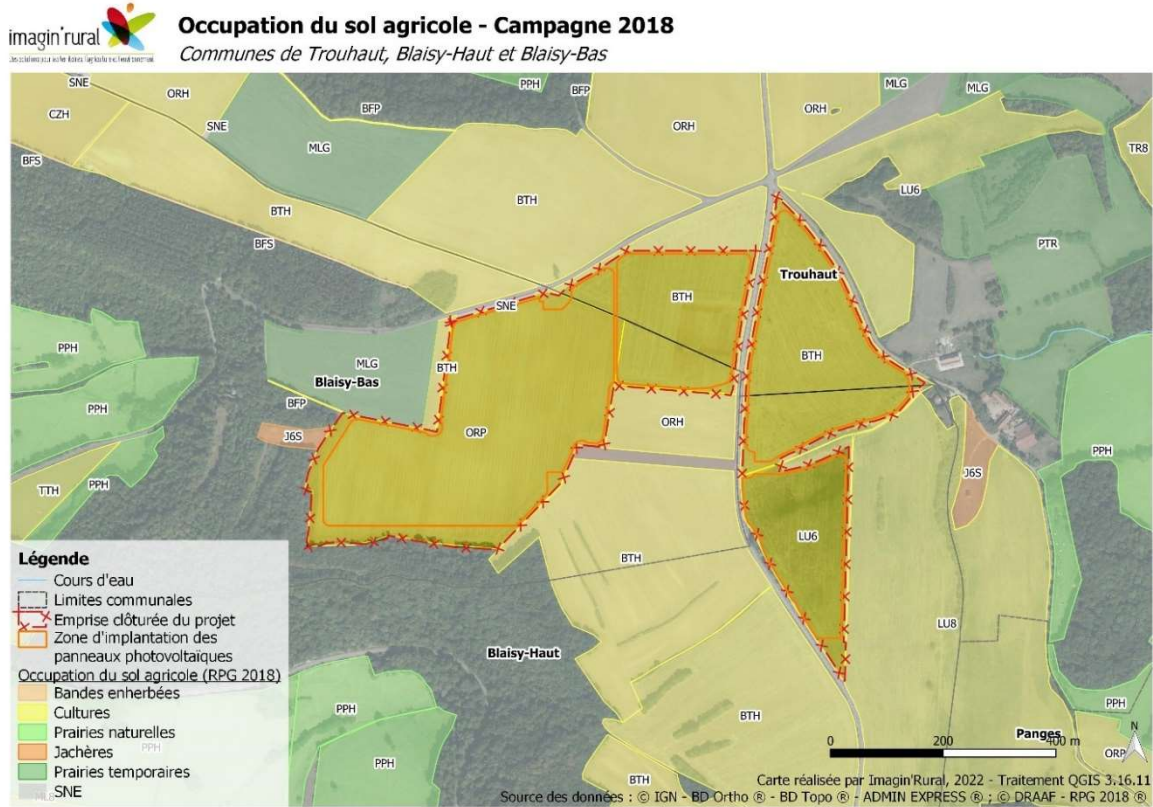 imagin'rural
Occupation du sol agricole - Campagne 2018
Communes de Trouhaut, Blaisy-Haut et Blaisy-Bas
SNE
ORH
CZH
SNE
BFP
MLG
BFS
PPH
BFP
ORH
ORH
MLG
MLG
TR8
LU6
BTH
BTH
BFS
PTR
Trouhaut
BTH
SNE
BTH
PPH
MLG
BTH
Blaisy-Bas
BFP
PPH
ORP
ORH
J6S
J6S
PPH
TTH
PPH
LU6
BTH
LU8
Blaisy-Haut
PPH
PPH
PPH
PPH
BTH
BTH
Panges
ORP
N
Légende
Cours d'eau
Limites communales
Emprise clôturée du projet
Zone d'implantation des
panneaux photovoltaïques
Occupation du sol agricole (RPG 2018)
Bandes enherbées
Cultures
Prairies naturelles
Jachères
Prairies temporaires
SNE
0 200 400 m
Carte réalisée par Imagin'Rural, 2022 - Traitement QGIS 3.16.11
Source des données : © IGN - BD Ortho ® - BD Topo ® - ADMIN EXPRESS ® ; © DRAAF - RPG 2018 ®